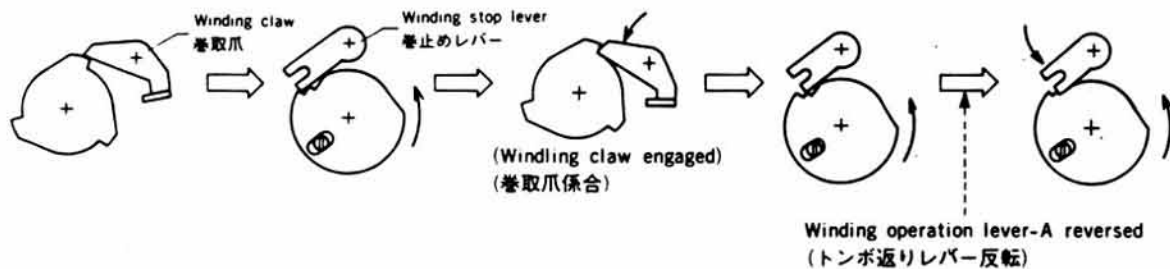 Winding claw
巻取爪
Winding stop lever
巻止めレバー
(Windling claw engaged)
(巻取爪係合)
Winding operation lever-A reversed
(トンボ返りレバー反転)